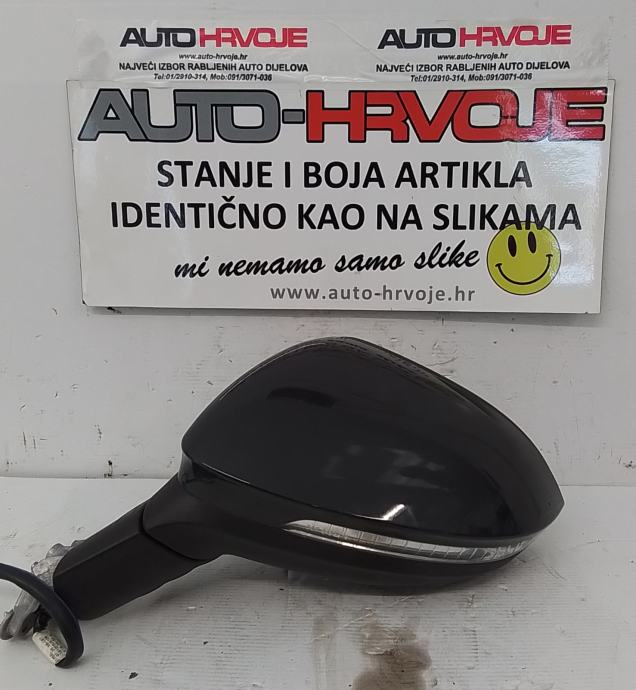 AUTO HRVOJE
www.auto-hrvoje.hr
NAJVEĆI IZBOR RABLJENIH AUTO DIJELOVA
Tel:01/2910-314, Mob:091/3071-036
AUTO HRVOJE
www.auto-hrvoje.hr
NAJVEĆI IZBOR RABLJENIH AUTO DIJELOVA
Tel:01/2910-314, Mob:091/3071-036
AUTO-HRVOJE
STANJE I BOJA ARTIKLA
IDENTIČNO KAO NA SLIKAMA
mi nemamo samo slike
www.auto-hrvoje.hr